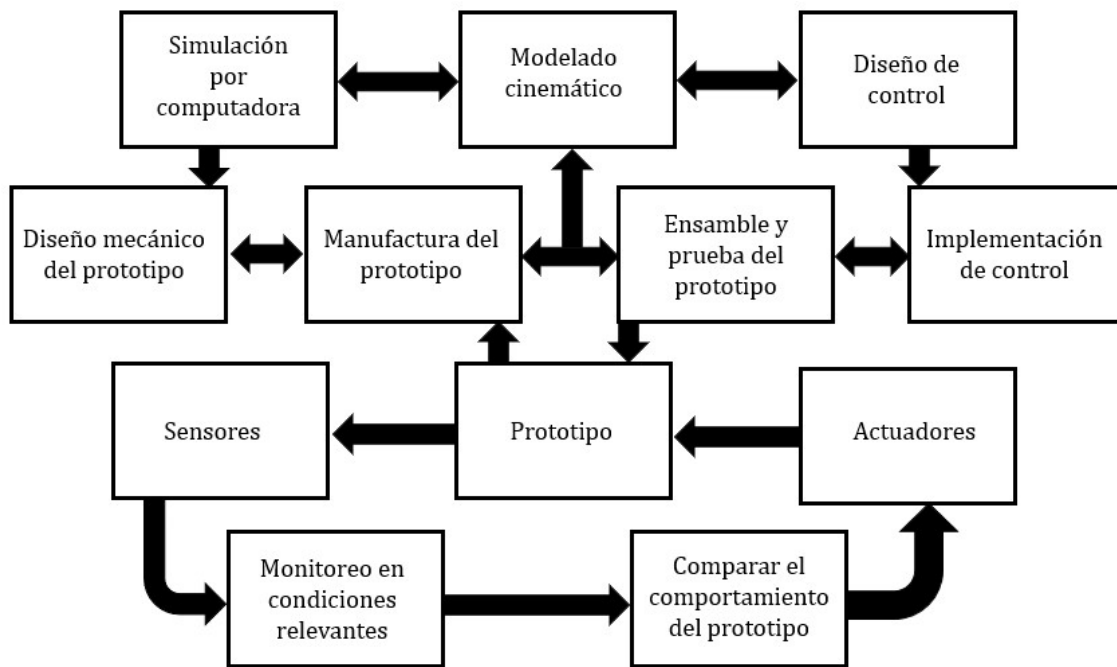 Simulación
por
computadora
Modelado
cinemático
Diseño de
control
Diseño mecánico
del prototipo
Manufactura del
prototipo
Ensamble y
prueba del
prototipo
Implementación
de control
Sensores
Prototipo
Actuadores
Monitoreo en
condiciones
relevantes
Comparar el
comportamiento
del prototipo